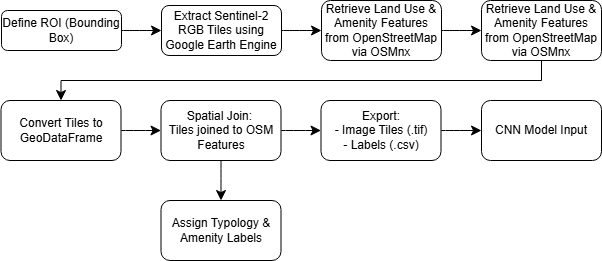 Define ROI (Bounding
Box)
Extract Sentinel-2
RGB Tiles using
Google Earth Engine
Retrieve Land Use &
Amenity Features
from OpenStreetMap
via OSMnx
Retrieve Land Use &
Amenity Features
from OpenStreetMap
via OSMnx
Convert Tiles to
GeoDataFrame
Spatial Join:
Tiles joined to OSM
Features
Export:
- Image Tiles (.tif)
- Labels (.csv)
CNN Model Input
Assign Typology &
Amenity Labels